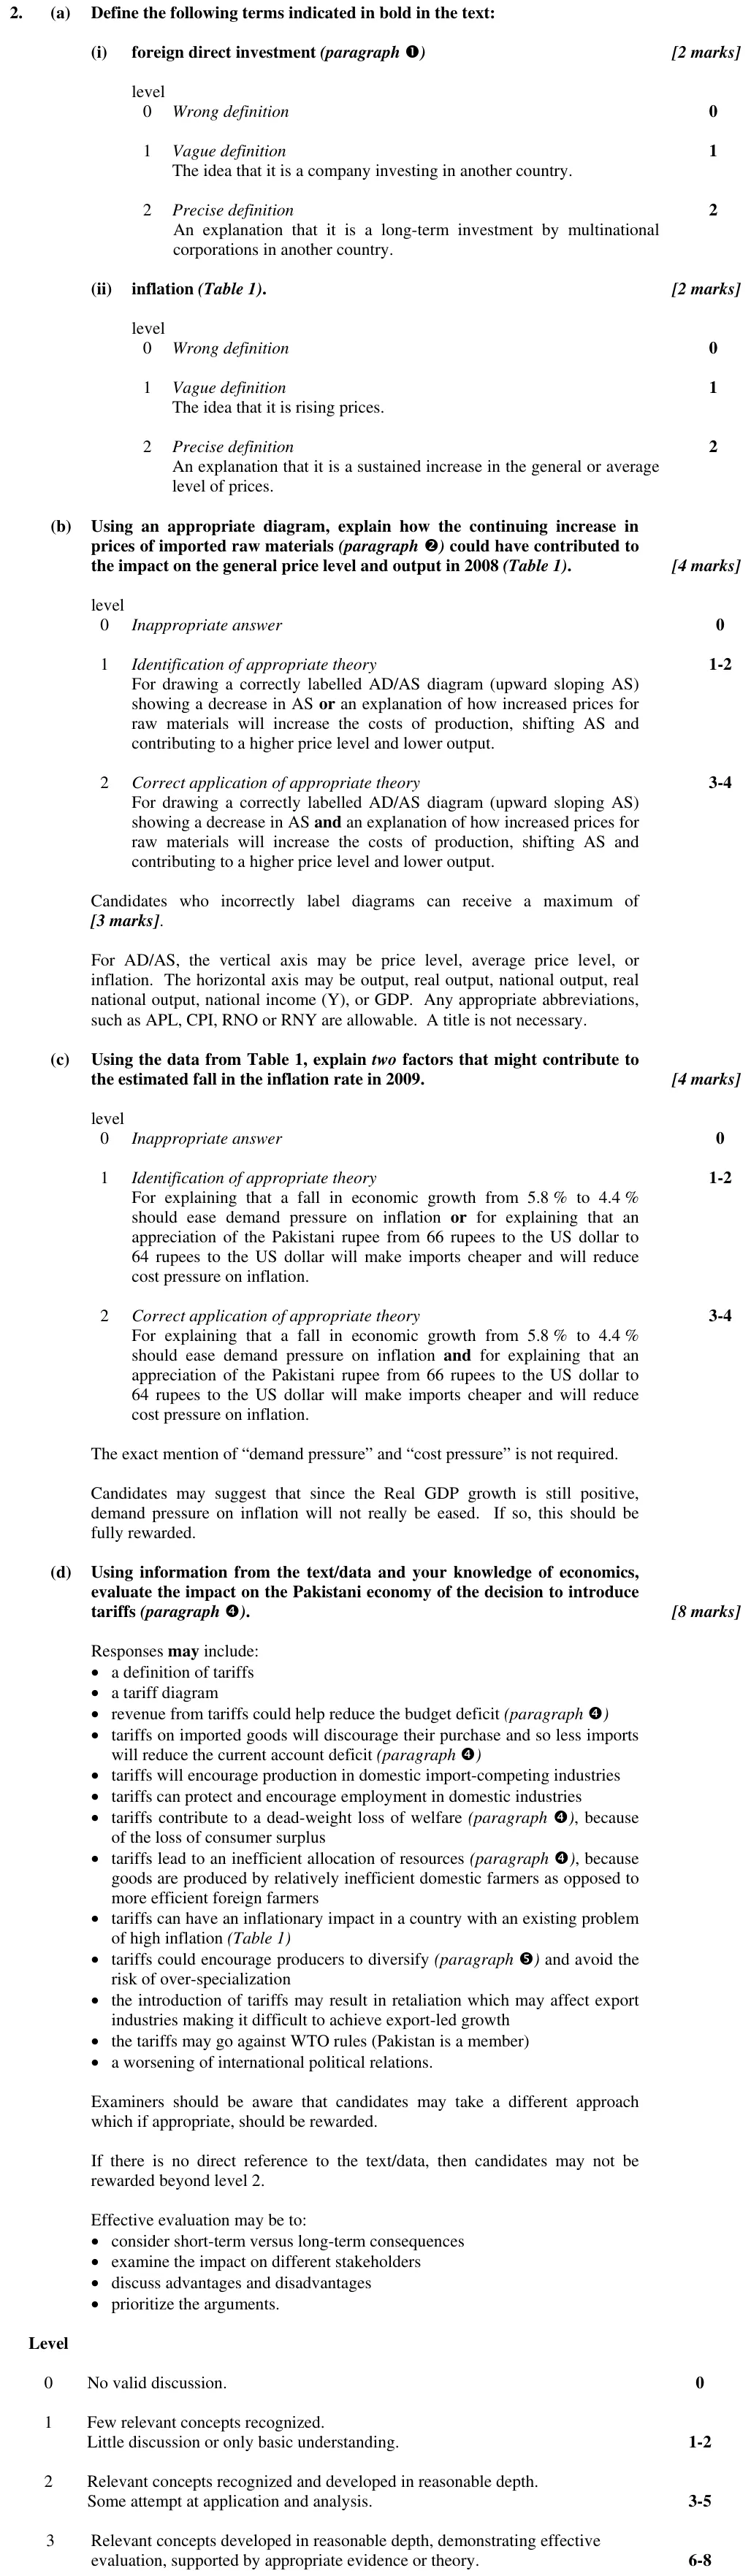 2. (a) Define the following terms indicated in bold in the text:
(i) foreign direct investment (paragraph ❶) [2 marks]
level
0 Wrong definition 0
1 Vague definition 1
The idea that it is a company investing in another country.
2 Precise definition 2
An explanation that it is a long-term investment by multinational
corporations in another country.
(ii) inflation (Table 1). [2 marks]
level
0 Wrong definition 0
1 Vague definition 1
The idea that it is rising prices.
2 Precise definition 2
An explanation that it is a sustained increase in the general or average
level of prices.
(b) Using an appropriate diagram, explain how the continuing increase in
prices of imported raw materials (paragraph ❷) could have contributed to
the impact on the general price level and output in 2008 (Table 1). [4 marks]
level
0 Inappropriate answer 0
1 Identification of appropriate theory 1-2
For drawing a correctly labelled AD/AS diagram (upward sloping AS)
showing a decrease in AS or an explanation of how increased prices for
raw materials will increase the costs of production, shifting AS and
contributing to a higher price level and lower output.
2 Correct application of appropriate theory 3-4
For drawing a correctly labelled AD/AS diagram (upward sloping AS)
showing a decrease in AS and an explanation of how increased prices for
raw materials will increase the costs of production, shifting AS and
contributing to a higher price level and lower output.
Candidates who incorrectly label diagrams can receive a maximum of
[3 marks].
For AD/AS, the vertical axis may be price level, average price level, or
inflation. The horizontal axis may be output, real output, national output, real
national output, national income (Y), or GDP. Any appropriate abbreviations,
such as APL, CPI, RNO or RNY are allowable. A title is not necessary.
(c) Using the data from Table 1, explain two factors that might contribute to
the estimated fall in the inflation rate in 2009. [4 marks]
level
0 Inappropriate answer 0
1 Identification of appropriate theory 1-2
For explaining that a fall in economic growth from 5.8 % to 4.4 %
should ease demand pressure on inflation or for explaining that an
appreciation of the Pakistani rupee from 66 rupees to the US dollar to
64 rupees to the US dollar will make imports cheaper and will reduce
cost pressure on inflation.
2 Correct application of appropriate theory 3-4
For explaining that a fall in economic growth from 5.8 % to 4.4 %
should ease demand pressure on inflation and for explaining that an
appreciation of the Pakistani rupee from 66 rupees to the US dollar to
64 rupees to the US dollar will make imports cheaper and will reduce
cost pressure on inflation.
The exact mention of “demand pressure” and “cost pressure” is not required.
Candidates may suggest that since the Real GDP growth is still positive,
demand pressure on inflation will not really be eased. If so, this should be
fully rewarded.
(d) Using information from the text/data and your knowledge of economics,
evaluate the impact on the Pakistani economy of the decision to introduce
tariffs (paragraph ❹). [8 marks]
Responses may include:
• a definition of tariffs
• a tariff diagram
• revenue from tariffs could help reduce the budget deficit (paragraph ❹)
• tariffs on imported goods will discourage their purchase and so less imports
will reduce the current account deficit (paragraph ❹)
• tariffs will encourage production in domestic import-competing industries
• tariffs can protect and encourage employment in domestic industries
• tariffs contribute to a dead-weight loss of welfare (paragraph ❹), because
of the loss of consumer surplus
• tariffs lead to an inefficient allocation of resources (paragraph ❹), because
goods are produced by relatively inefficient domestic farmers as opposed to
more efficient foreign farmers
• tariffs can have an inflationary impact in a country with an existing problem
of high inflation (Table 1)
• tariffs could encourage producers to diversify (paragraph ❺) and avoid the
risk of over-specialization
• the introduction of tariffs may result in retaliation which may affect export
industries making it difficult to achieve export-led growth
• the tariffs may go against WTO rules (Pakistan is a member)
• a worsening of international political relations.
Examiners should be aware that candidates may take a different approach
which if appropriate, should be rewarded.
If there is no direct reference to the text/data, then candidates may not be
rewarded beyond level 2.
Effective evaluation may be to:
• consider short-term versus long-term consequences
• examine the impact on different stakeholders
• discuss advantages and disadvantages
• prioritize the arguments.
Level
0 No valid discussion. 0
1 Few relevant concepts recognized.
Little discussion or only basic understanding. 1-2
2 Relevant concepts recognized and developed in reasonable depth.
Some attempt at application and analysis. 3-5
3 Relevant concepts developed in reasonable depth, demonstrating effective
evaluation, supported by appropriate evidence or theory. 6-8